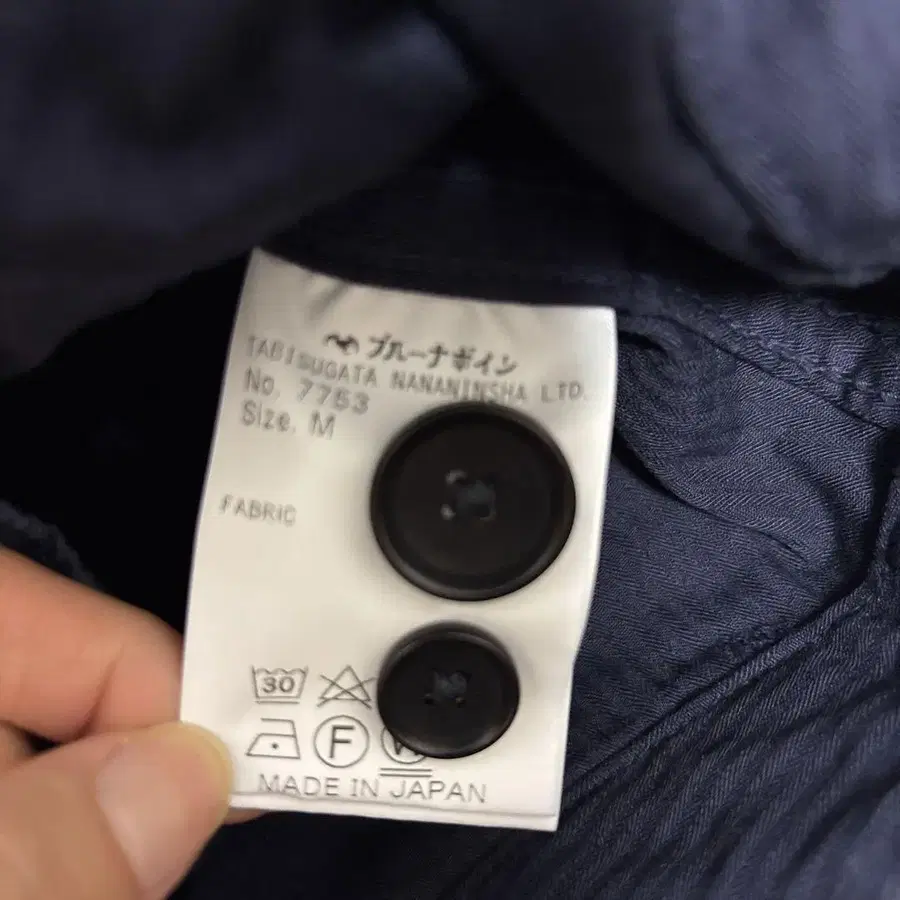 ブルーナボイン
TABISUGATA NANANINSHA LTD.
No. 7753
Size. M
FABRIC
30
F
W
MADE IN JAPAN